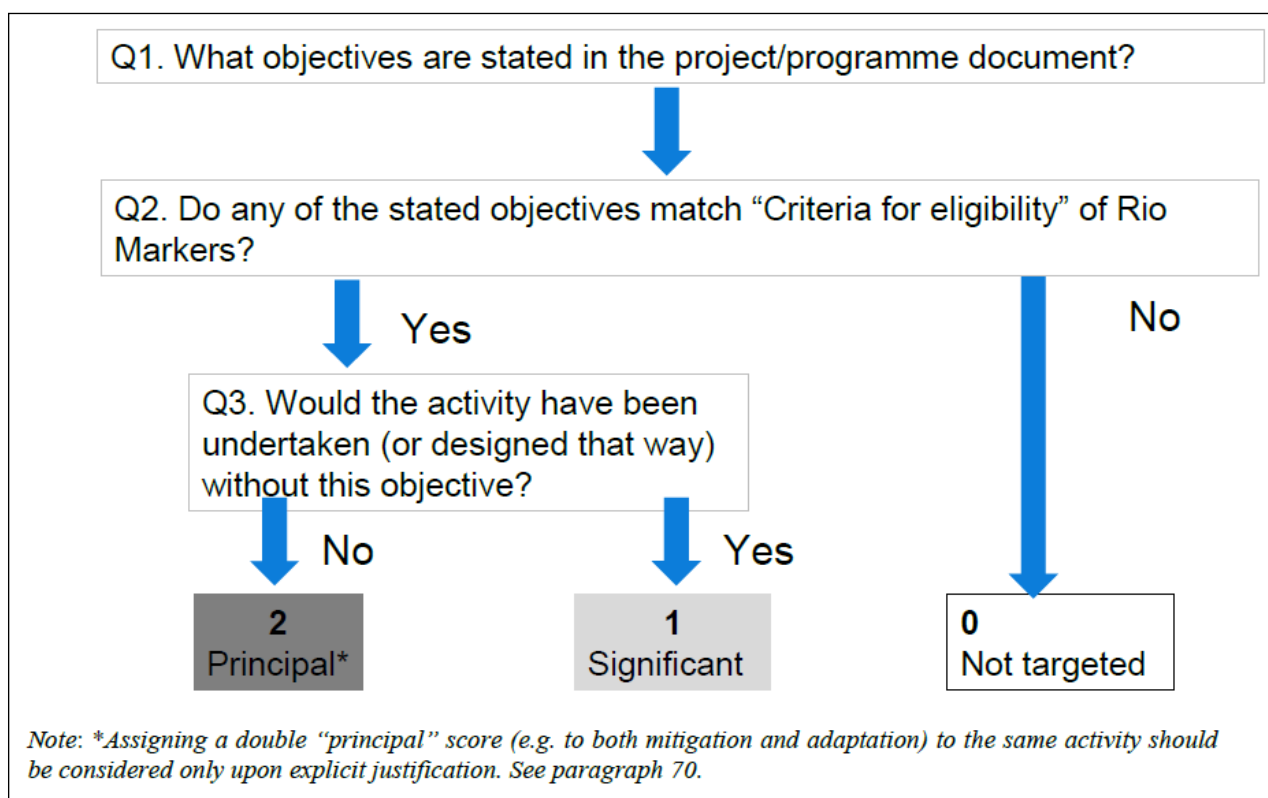 Q1. What objectives are stated in the project/programme document?
Q2. Do any of the stated objectives match “Criteria for eligibility” of Rio
Markers?
Yes
No
Q3. Would the activity have been
undertaken (or designed that way)
without this objective?
No
Yes
2
Principal*
1
Significant
0
Not targeted
Note: *Assigning a double “principal” score (e.g. to both mitigation and adaptation) to the same activity should
be considered only upon explicit justification. See paragraph 70.